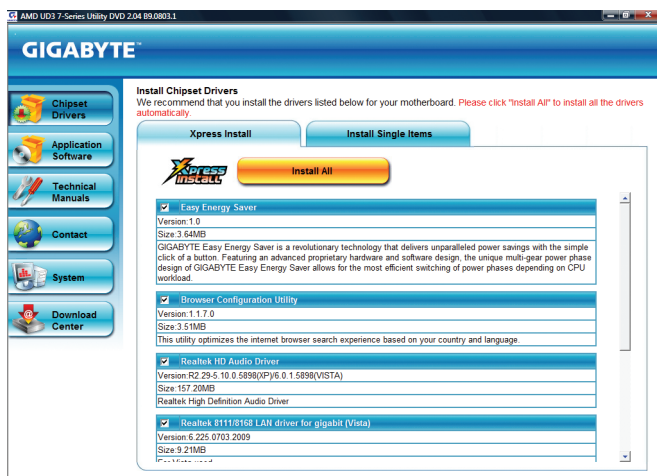 AMD UD3 7-Series Utility DVD 2.04 B9.0803.1
GIGABYTE™
Chipset
Drivers
Application
Software
Technical
Manuals
Contact
System
Download
Center
Install Chipset Drivers
We recommend that you install the drivers listed below for your motherboard. Please click "Install All" to install all the drivers
automatically.
Xpress Install
Install Single Items
Xpress
Install
Install All
Easy Energy Saver
Version:1.0
Size:3.64MB
GIGABYTE Easy Energy Saver is a revolutionary technology that delivers unparalleled power savings with the simple
click of a button. Featuring an advanced proprietary hardware and software design, the unique multi-gear power phase
design of GIGABYTE Easy Energy Saver allows for the most efficient switching of power phases depending on CPU
workload.
Browser Configuration Utility
Version:1.1.7.0
Size:3.51MB
This utility optimizes the internet browser search experience based on your country and language.
Realtek HD Audio Driver
Version:R2.29-5.10.0.5898(XP)/6.0.1.5898(VISTA)
Size:157.20MB
Realtek High Definition Audio Driver
Realtek 8111/8168 LAN driver for gigabit (Vista)
Version:6.225.0703.2009
Size:9.21MB